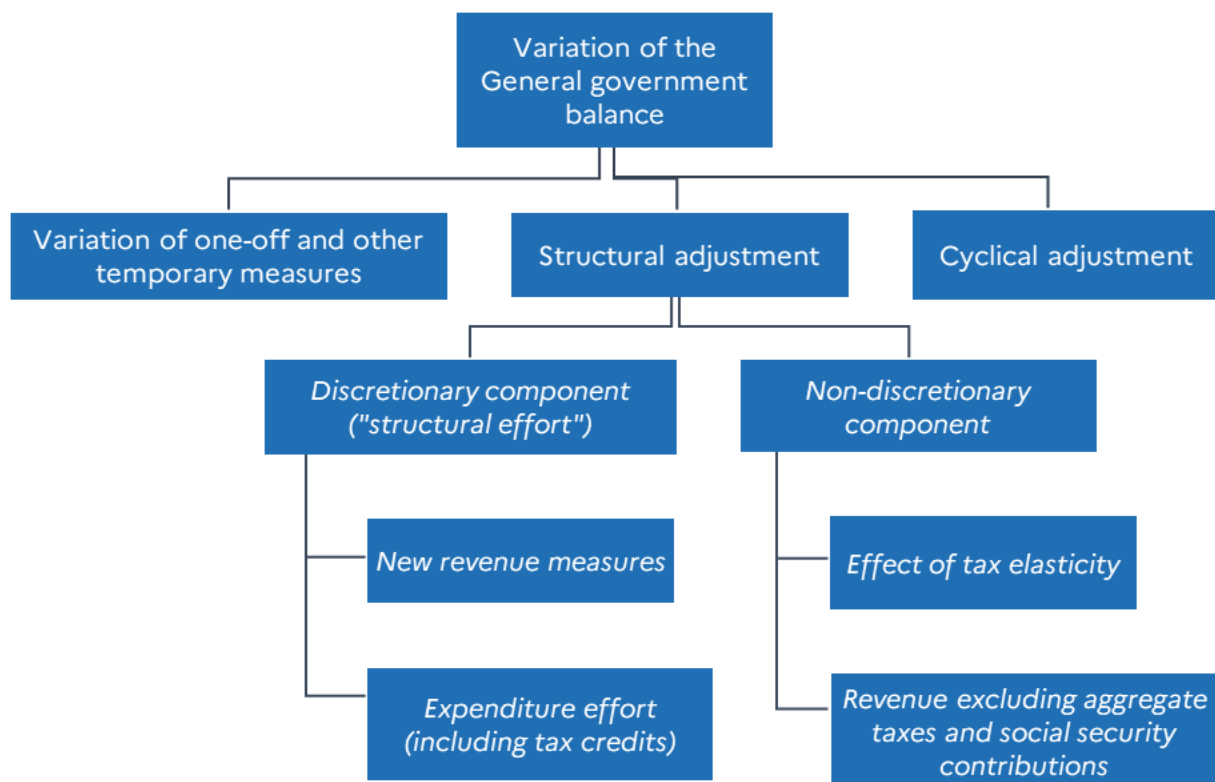 Variation of the
General government
balance
Variation of one-off and other
temporary measures
Structural adjustment
Cyclical adjustment
Discretionary component
("structural effort")
Non-discretionary
component
New revenue measures
Effect of tax elasticity
Expenditure effort
(including tax credits)
Revenue excluding aggregate
taxes and social security
contributions